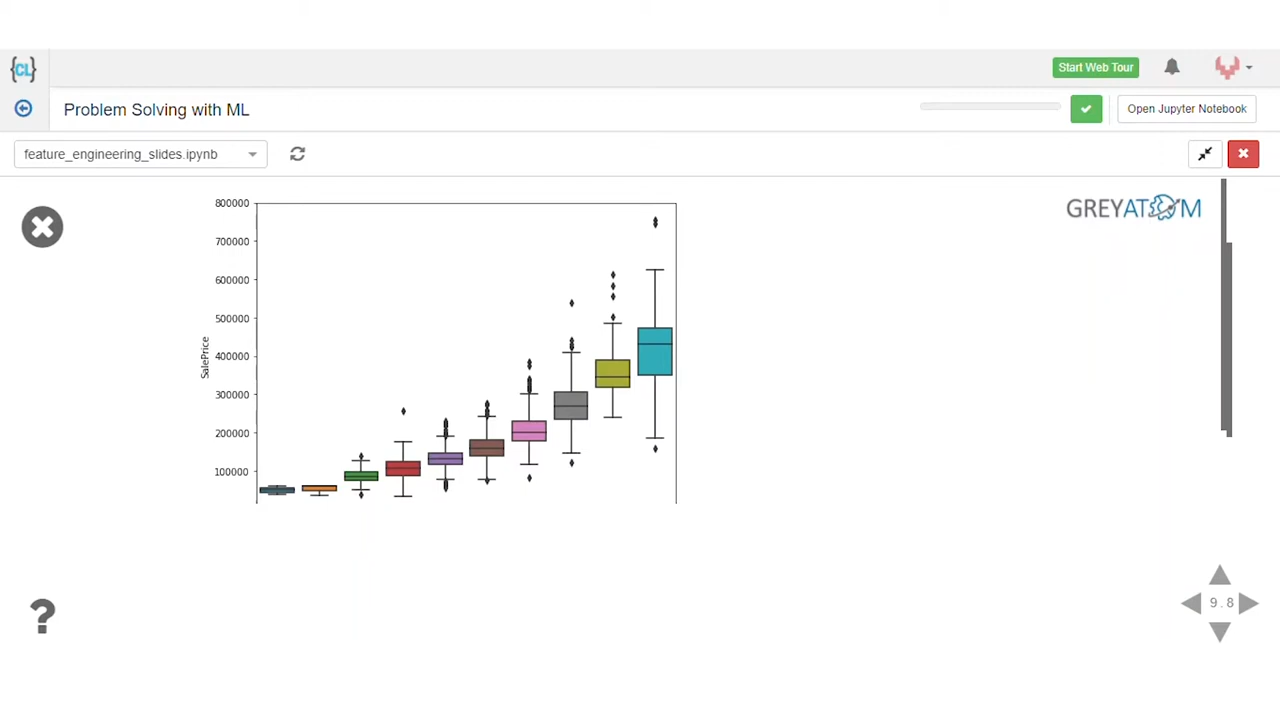 {CL}
Start Web Tour
Problem Solving with ML
Open Jupyter Notebook
feature_engineering_slides.ipynb
GREYATOM
800000
700000
600000
500000
400000
300000
200000
100000
SalePrice
?
9.8